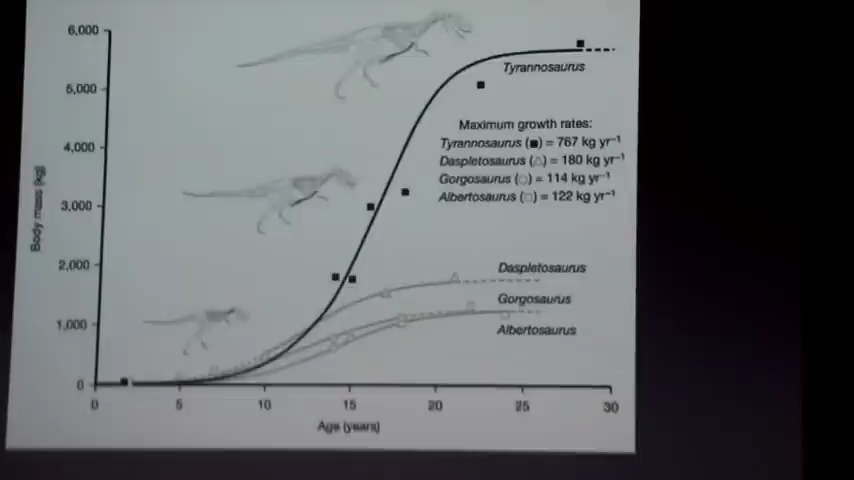 6,000
5,000
4,000
3,000
2,000
1,000
0
Body mass (kg)
0 5 10 15 20 25 30
Age (years)
Tyrannosaurus
Maximum growth rates:
Tyrannosaurus (■) = 767 kg yr⁻¹
Daspletosaurus (△) = 180 kg yr⁻¹
Gorgosaurus (○) = 114 kg yr⁻¹
Albertosaurus (□) = 122 kg yr⁻¹
Daspletosaurus
Gorgosaurus
Albertosaurus